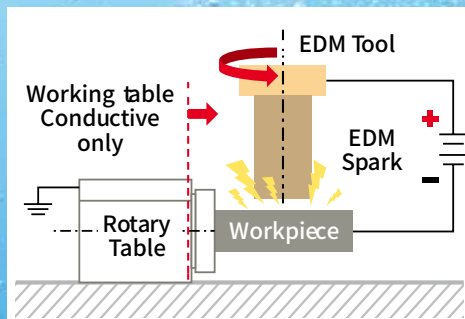 EDM Tool
Working table
Conductive
only
EDM
Spark
+
-
Rotary
Table
Workpiece